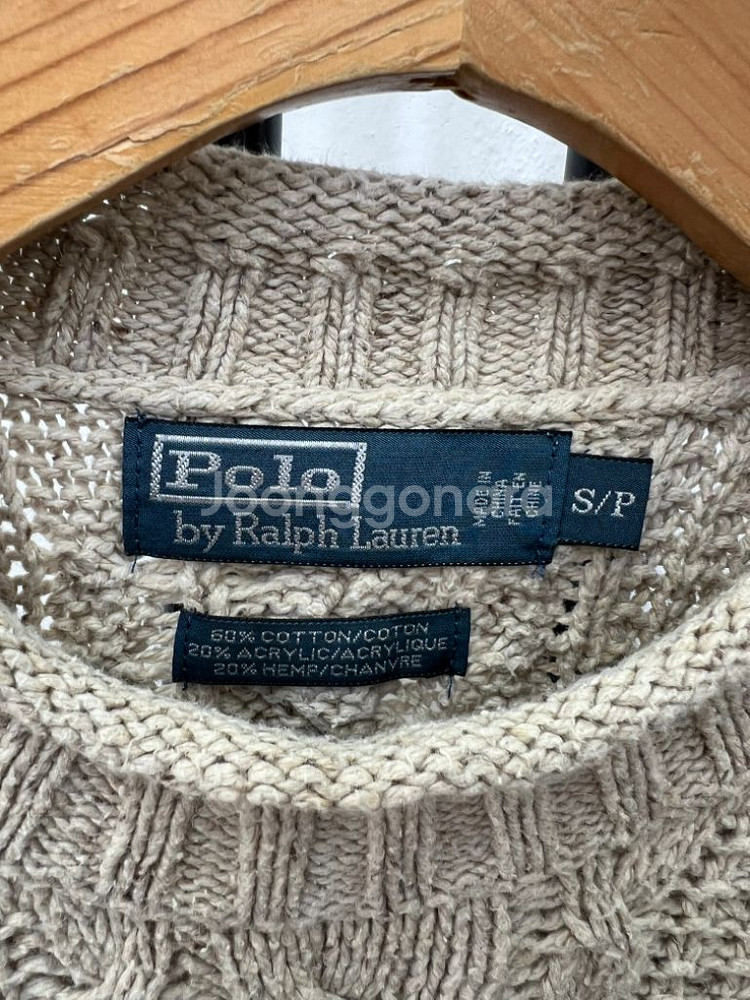 Polo
by Ralph Lauren
MADE IN
CHINA
FAIT EN
CHINE
S/P
Joonggonara
60% COTTON/COTON
20% ACRYLIC/ACRYLIQUE
20% HEMP/CHANVRE